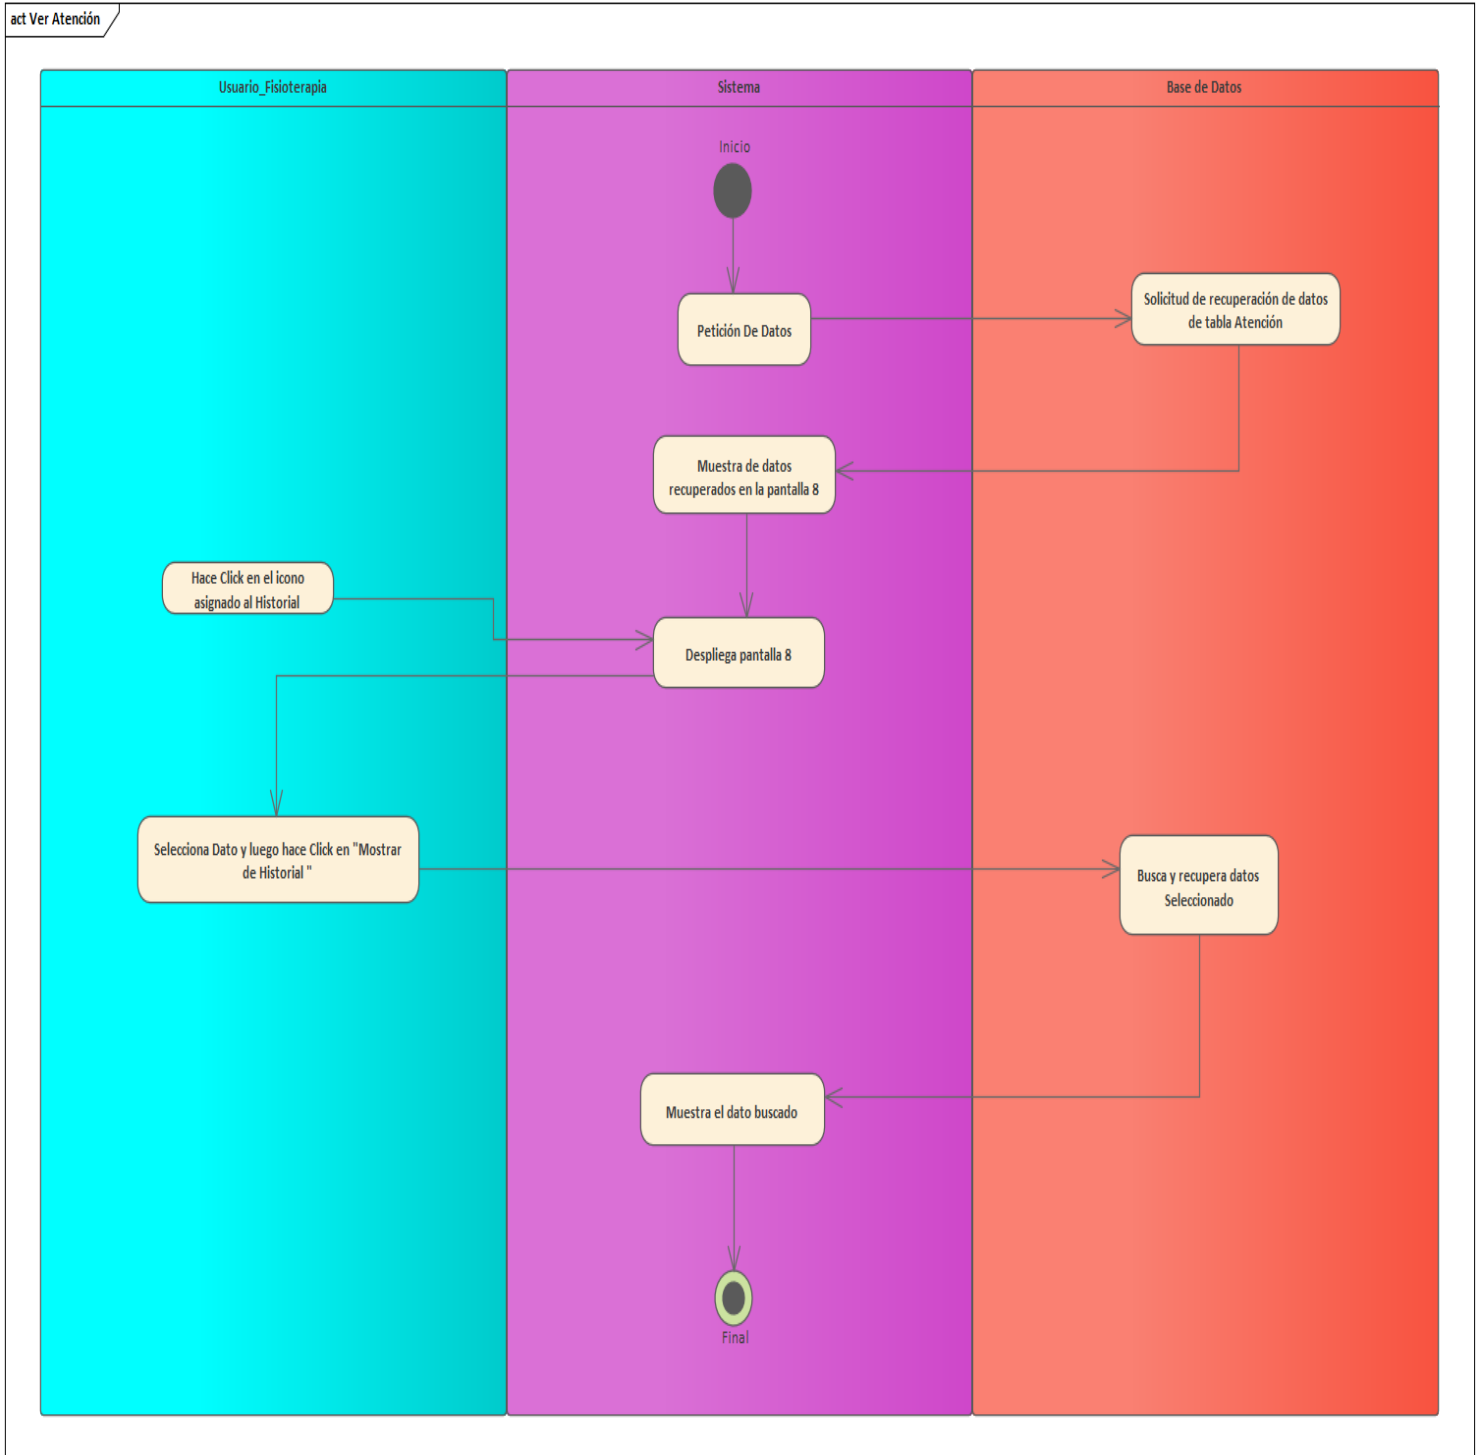 act Ver Atención
Usuario_Fisioterapia
Sistema
Base de Datos
Inicio
Petición De Datos
Solicitud de recuperación de datos
de tabla Atención
Muestra de datos
recuperados en la pantalla 8
Hace Click en el icono
asignado al Historial
Despliega pantalla 8
Selecciona Dato y luego hace Click en "Mostrar
de Historial "
Busca y recupera datos
Seleccionado
Muestra el dato buscado
Final